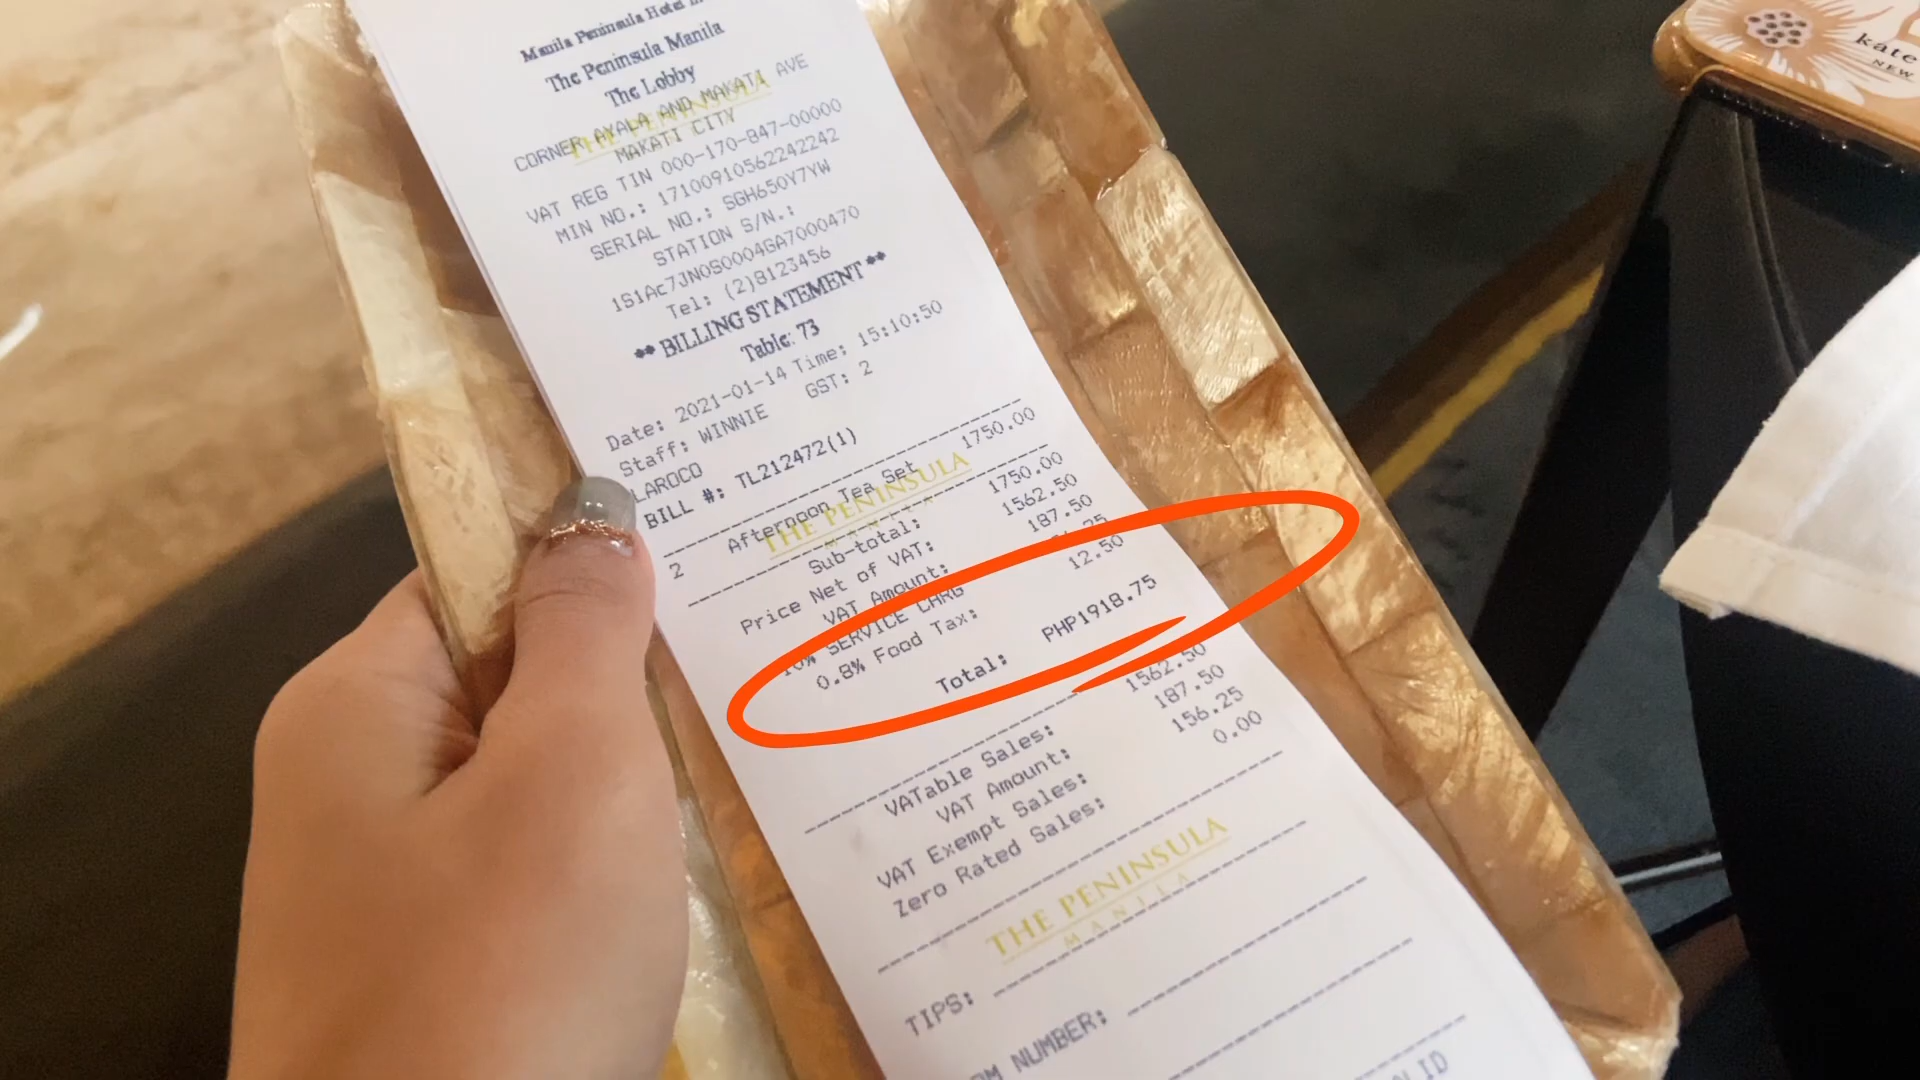 Manila Peninsula Hotel
The Peninsula Manila
The Lobby
CORNER AYALA AND MAKATI AVE
MAKATI CITY
VAT REG TIN 000-170-847-00000
MIN NO.: 17100910562242242
SERIAL NO.: SGH650Y7YW
STATION S/N.:
1S1Ac7JN0S0004GA7000470
Tel: (2)8123456
** BILLING STATEMENT **
Table: 73
Date: 2021-01-14 Time: 15:10:50
Staff: WINNIE GST: 2
LAROCO
BILL #: TL212472(1)
2 Afternoon Tea Set 1750.00
THE PENINSULA
MANILA
Sub-total: 1750.00
Price Net of VAT: 1562.50
VAT Amount: 187.50
10% SERVICE CHRG
0.8% Food Tax: 12.50
Total: PHP1918.75
VATable Sales: 1562.50
VAT Amount: 187.50
VAT Exempt Sales: 156.25
Zero Rated Sales: 0.00
THE PENINSULA
MANILA
TIPS:
NUMBER:
kate
NEW